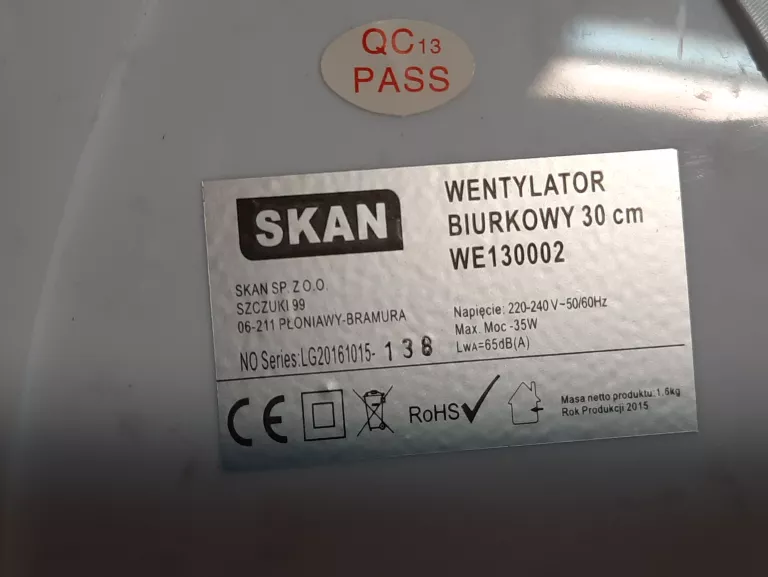 QC13
PASS
SKAN
WENTYLATOR
BIURKOWY 30 cm
WE130002
SKAN SP. Z O.O.
SZCZUKI 99
06-211 PŁONIAWY-BRAMURA
NO Series:LG20161015- 138
Napięcie: 220-240 V~50/60Hz
Max. Moc -35W
LWA=65dB(A)
CE
RoHS
Masa netto produktu:1.6kg
Rok Produkcji 2015